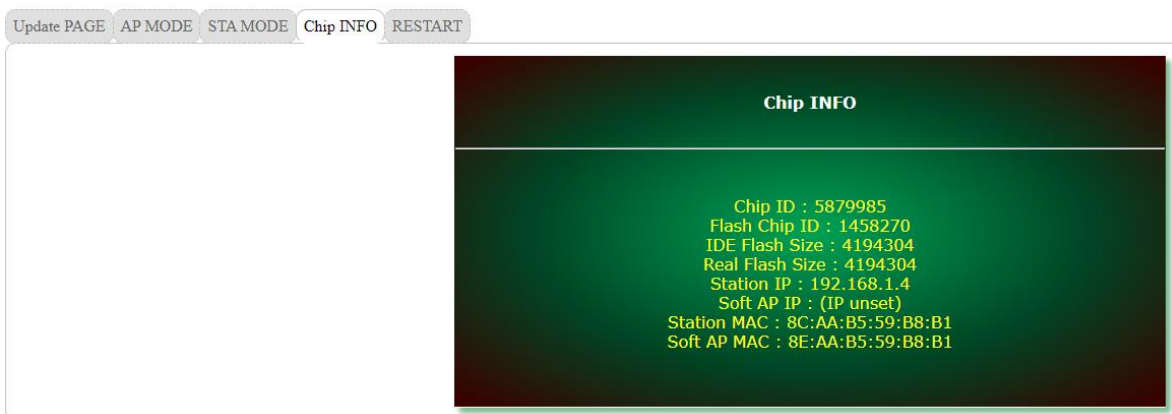 Update PAGE AP MODE STA MODE Chip INFO RESTART
Chip INFO
Chip ID : 5879985
Flash Chip ID : 1458270
IDE Flash Size : 4194304
Real Flash Size : 4194304
Station IP : 192.168.1.4
Soft AP IP : (IP unset)
Station MAC : 8C:AA:B5:59:B8:B1
Soft AP MAC : 8E:AA:B5:59:B8:B1